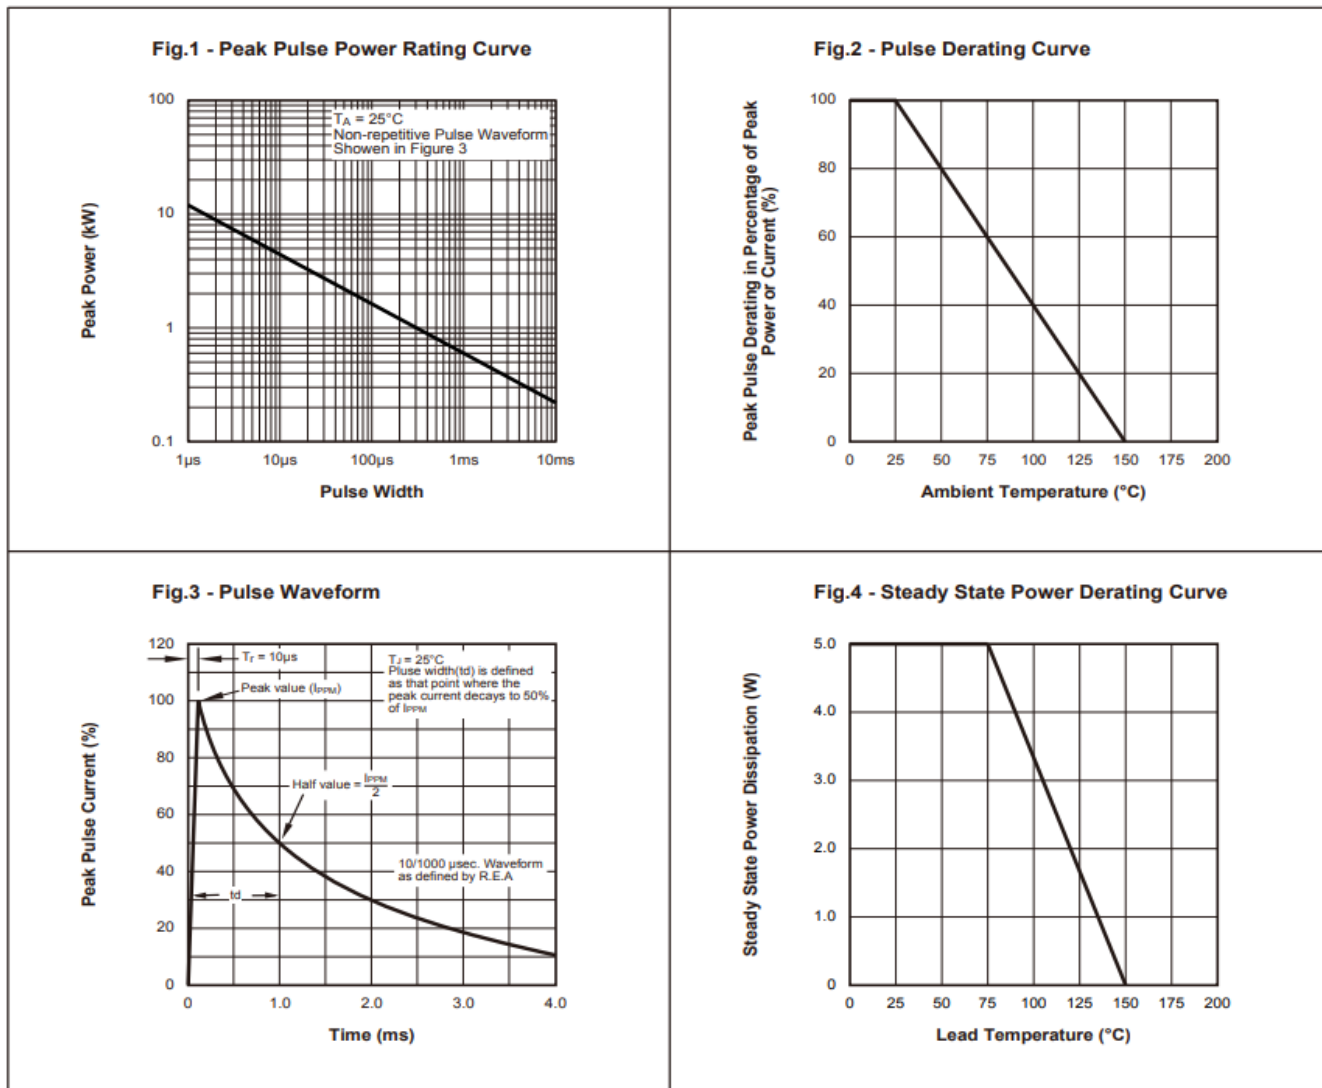 Fig.1 - Peak Pulse Power Rating Curve
Peak Power (kW)
100
10
1
0.1
TA = 25°C
Non-repetitive Pulse Waveform
Showen in Figure 3
1µs 10µs 100µs 1ms 10ms
Pulse Width
Fig.2 - Pulse Derating Curve
Peak Pulse Derating in Percentage of Peak
Power or Current (%)
100
80
60
40
20
0
0 25 50 75 100 125 150 175 200
Ambient Temperature (°C)
Fig.3 - Pulse Waveform
Peak Pulse Current (%)
120
100
80
60
40
20
0
Tr = 10µs
Peak value (IPPM)
TJ = 25°C
Pluse width(td) is defined
as that point where the
peak current decays to 50%
of IPPM
Half value = IPPM
2
10/1000 µsec. Waveform
as defined by R.E.A
td
0 1.0 2.0 3.0 4.0
Time (ms)
Fig.4 - Steady State Power Derating Curve
Steady State Power Dissipation (W)
5.0
4.0
3.0
2.0
1.0
0
0 25 50 75 100 125 150 175 200
Lead Temperature (°C)